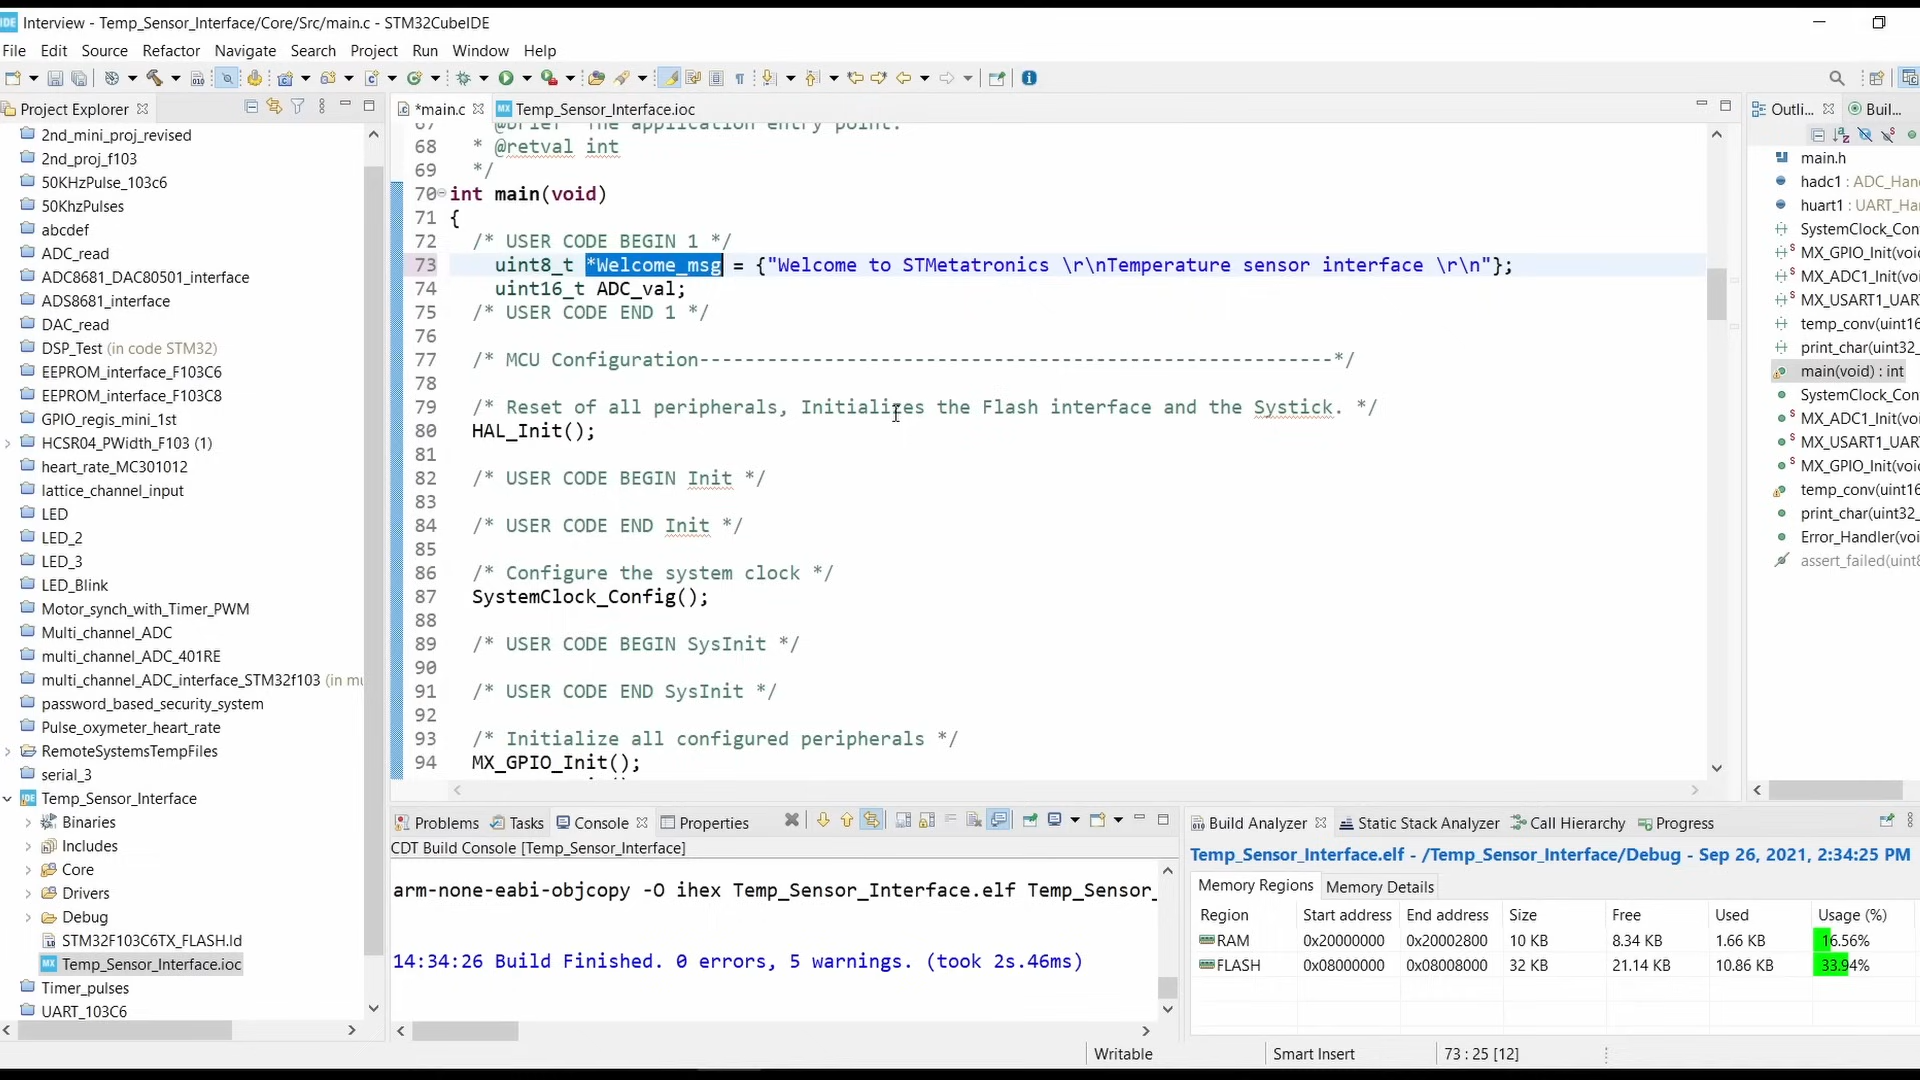 Interview - Temp_Sensor_Interface/Core/Src/main.c - STM32CubeIDE
File Edit Source Refactor Navigate Search Project Run Window Help
Project Explorer
2nd_mini_proj_revised
2nd_proj_f103
50KHzPulse_103c6
50KhzPulses
abcdef
ADC_read
ADC8681_DAC80501_interface
ADS8681_interface
DAC_read
DSP_Test (in code STM32)
EEPROM_interface_F103C6
EEPROM_interface_F103C8
GPIO_regis_mini_1st
HCSR04_PWidth_F103 (1)
heart_rate_MC301012
lattice_channel_input
LED
LED_2
LED_3
LED_Blink
Motor_synch_with_Timer_PWM
Multi_channel_ADC
multi_channel_ADC_401RE
multi_channel_ADC_interface_STM32f103 (in mu
password_based_security_system
Pulse_oxymeter_heart_rate
RemoteSystemsTempFiles
serial_3
Temp_Sensor_Interface
Binaries
Includes
Core
Drivers
Debug
STM32F103C6TX_FLASH.ld
Temp_Sensor_Interface.ioc
Timer_pulses
UART_103C6
*main.c Temp_Sensor_Interface.ioc
67 * @brief The application entry point.
68 * @retval int
69 */
70 int main(void)
71 {
72 /* USER CODE BEGIN 1 */
73 uint8_t *Welcome_msg = {"Welcome to STMetatronics \r\nTemperature sensor interface \r\n"};
74 uint16_t ADC_val;
75 /* USER CODE END 1 */
76
77 /* MCU Configuration--------------------------------------------------------*/
78
79 /* Reset of all peripherals, Initializes the Flash interface and the Systick. */
80 HAL_Init();
81
82 /* USER CODE BEGIN Init */
83
84 /* USER CODE END Init */
85
86 /* Configure the system clock */
87 SystemClock_Config();
88
89 /* USER CODE BEGIN SysInit */
90
91 /* USER CODE END SysInit */
92
93 /* Initialize all configured peripherals */
94 MX_GPIO_Init();
Outli... Buil...
main.h
hadc1 : ADC_Han
huart1 : UART_Ha
SystemClock_Con
MX_GPIO_Init(voi
MX_ADC1_Init(vo
MX_USART1_UAR
temp_conv(uint16
print_char(uint32_
main(void) : int
SystemClock_Con
MX_ADC1_Init(vo
MX_USART1_UAR
MX_GPIO_Init(voi
temp_conv(uint16
print_char(uint32_
Error_Handler(voi
assert_failed(uint8
Problems Tasks Console Properties
CDT Build Console [Temp_Sensor_Interface]
arm-none-eabi-objcopy -O ihex Temp_Sensor_Interface.elf Temp_Sensor_
14:34:26 Build Finished. 0 errors, 5 warnings. (took 2s.46ms)
Build Analyzer Static Stack Analyzer Call Hierarchy Progress
Temp_Sensor_Interface.elf - /Temp_Sensor_Interface/Debug - Sep 26, 2021, 2:34:25 PM
Memory Regions Memory Details
Region Start address End address Size Free Used Usage (%)
RAM 0x20000000 0x20002800 10 KB 8.34 KB 1.66 KB 16.56%
FLASH 0x08000000 0x08008000 32 KB 21.14 KB 10.86 KB 33.94%
Writable Smart Insert 73 : 25 [12]